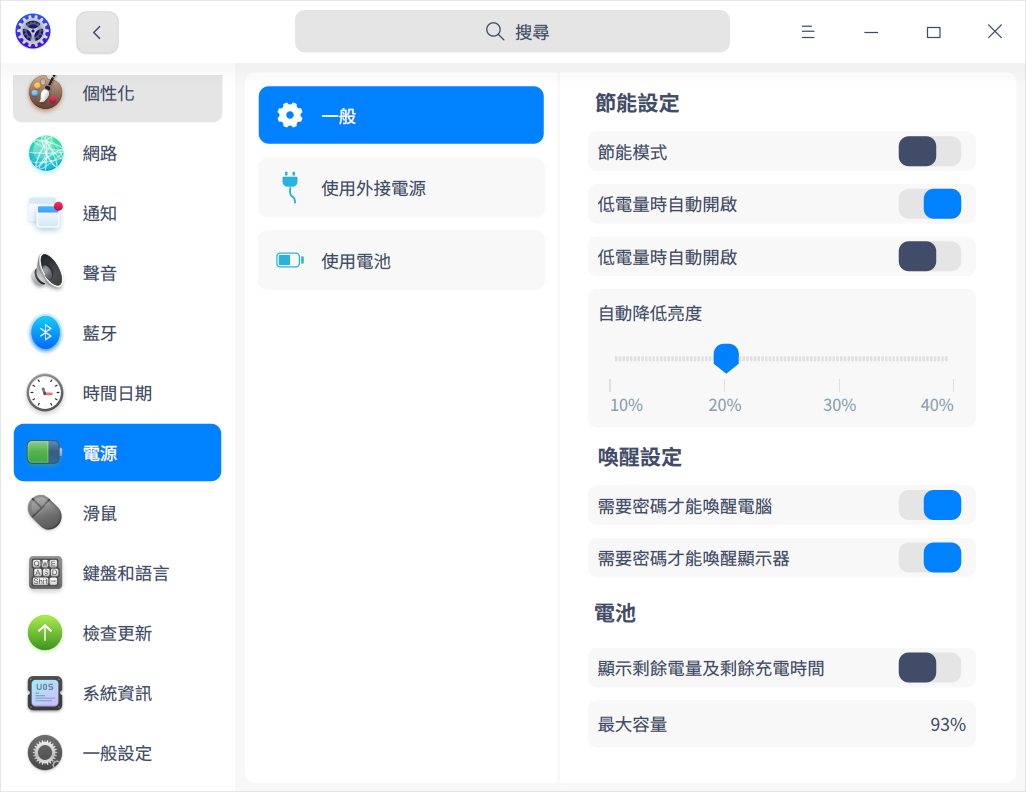 搜尋
個性化
網路
通知
聲音
藍牙
時間日期
電源
滑鼠
鍵盤和語言
檢查更新
UOS
系統資訊
一般設定
一般
使用外接電源
使用電池
節能設定
節能模式
低電量時自動開啟
低電量時自動開啟
自動降低亮度
10% 20% 30% 40%
喚醒設定
需要密碼才能喚醒電腦
需要密碼才能喚醒顯示器
電池
顯示剩餘電量及剩餘充電時間
最大容量 93%